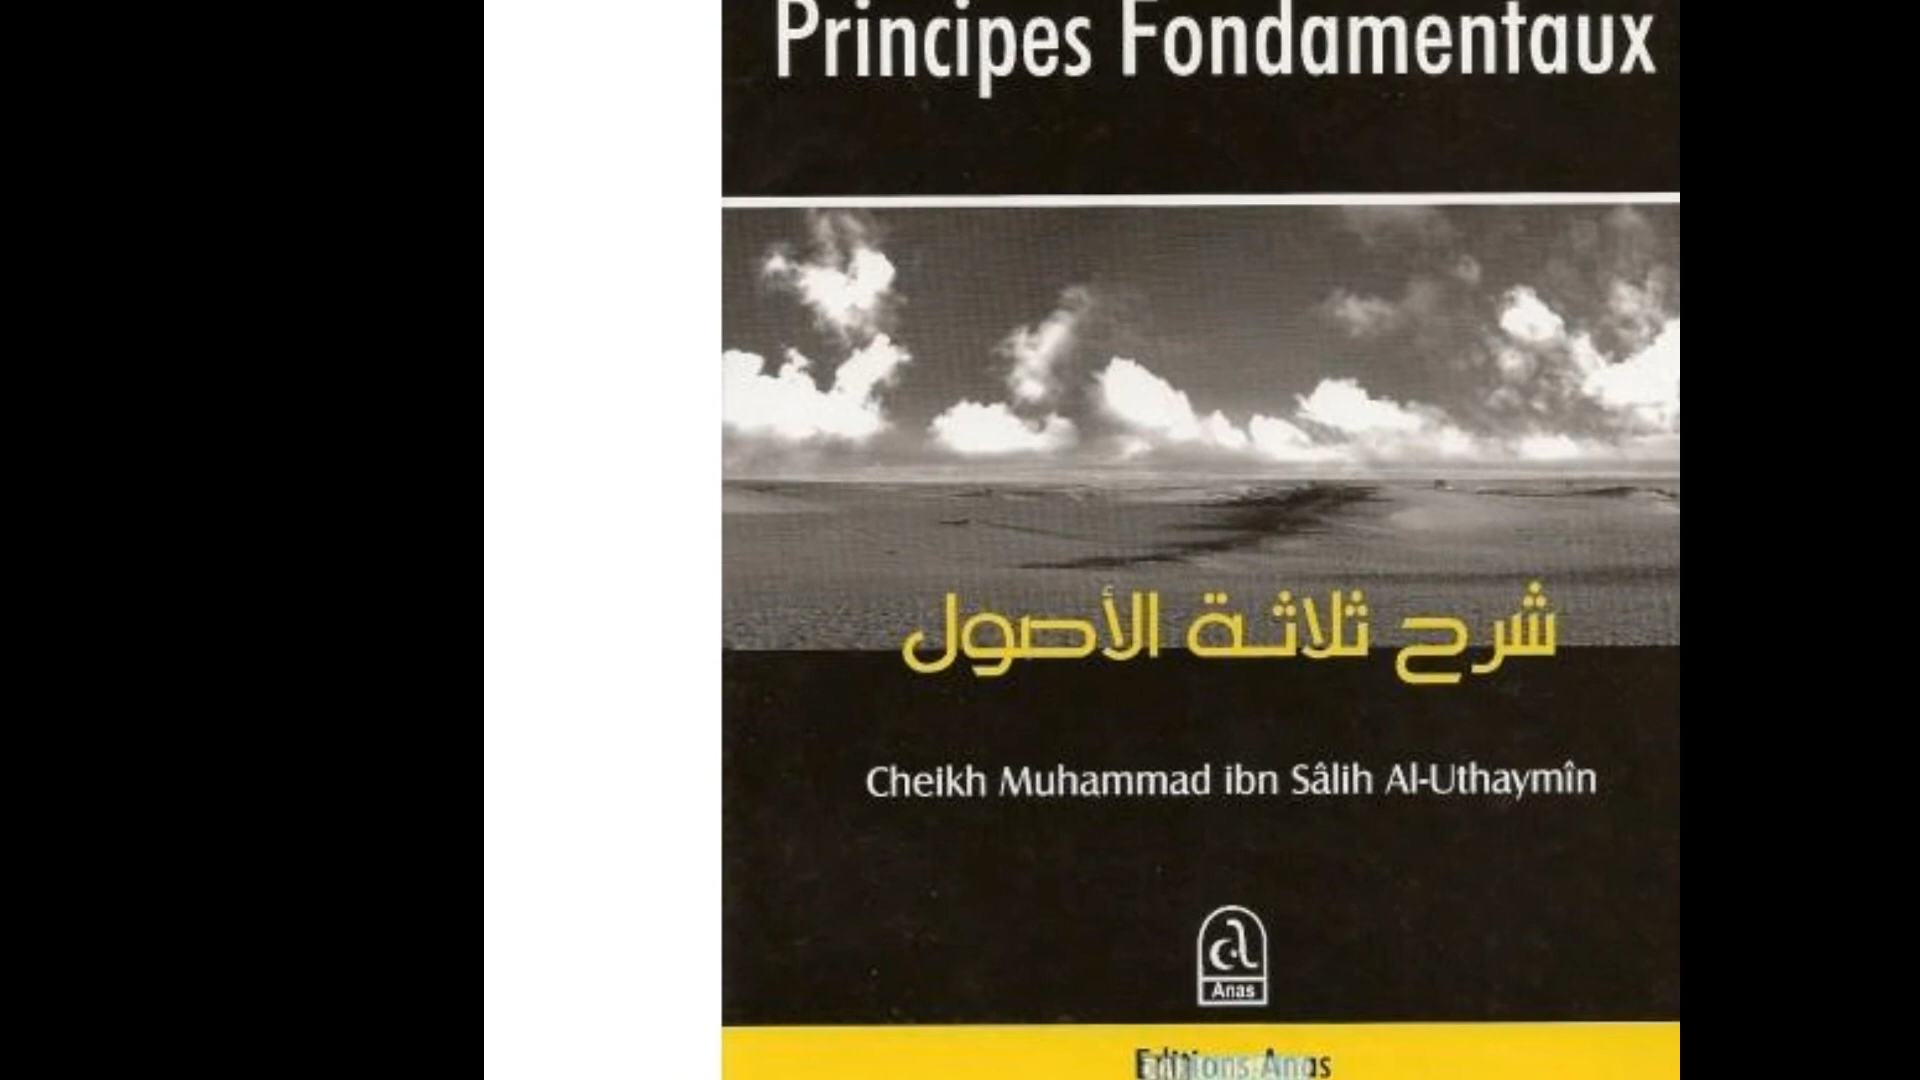 Principes Fondamentaux
شرح ثلاثة الأصول
Cheikh Muhammad ibn Sâlih Al-Uthaymîn
Anas
Editions Anas